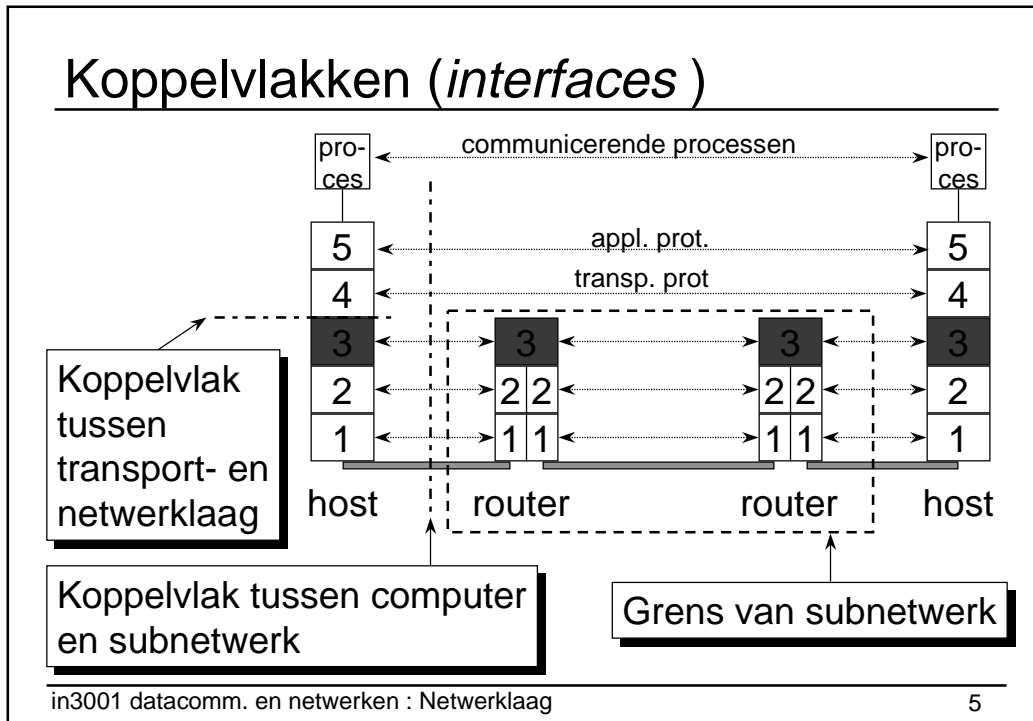 Koppelvlakken (interfaces )
pro-
ces
communicerende processen
pro-
ces
5
appl. prot.
5
4
transp. prot
4
3
3
3
3
2
2 2
2 2
2
1
1 1
1 1
1
host
router
router
host
Koppelvlak
tussen
transport- en
netwerklaag
Koppelvlak tussen computer
en subnetwerk
Grens van subnetwerk
in3001 datacomm. en netwerken : Netwerklaag
5